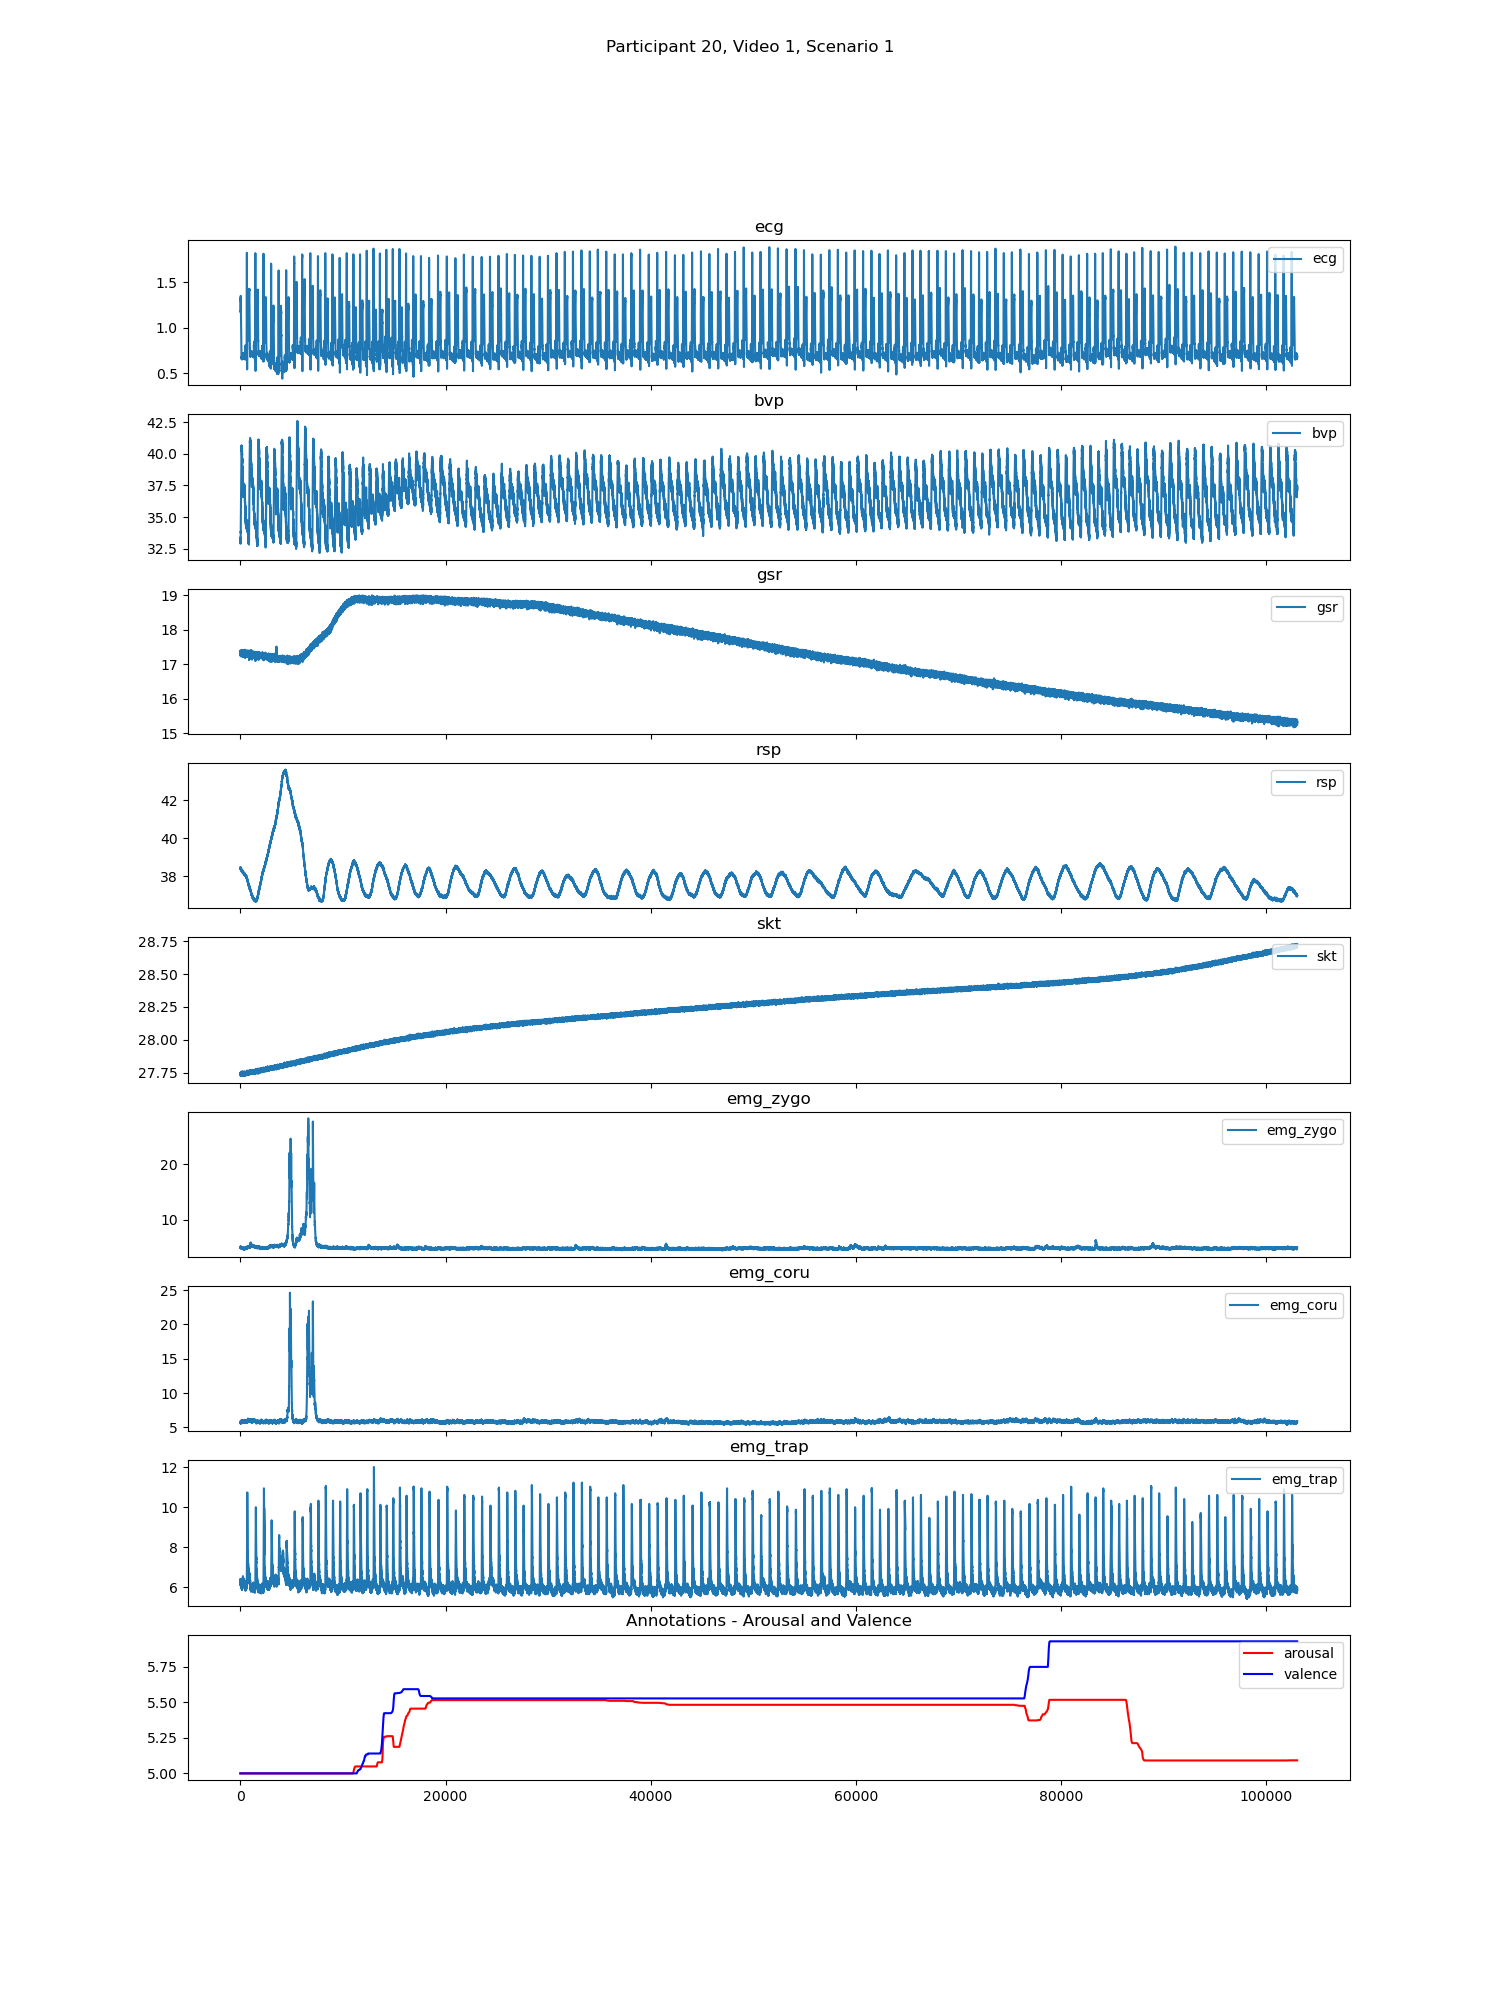 Participant 20, Video 1, Scenario 1
ecg
1.5
1.0
0.5
ecg
bvp
42.5
40.0
37.5
35.0
32.5
bvp
gsr
19
18
17
16
15
gsr
rsp
42
40
38
rsp
skt
28.75
28.50
28.25
28.00
27.75
skt
emg_zygo
20
10
emg_zygo
emg_coru
25
20
15
10
5
emg_coru
emg_trap
12
10
8
6
emg_trap
Annotations - Arousal and Valence
5.75
5.50
5.25
5.00
arousal
valence
0 20000 40000 60000 80000 100000